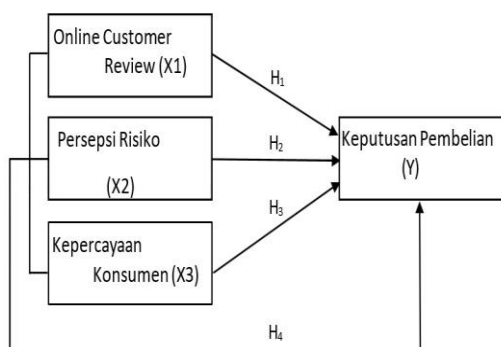 Online Customer
Review (X1)
H1
Persepsi Risiko
(X2)
H2
Keputusan Pembelian
(Y)
H3
Kepercayaan
Konsumen (X3)
H4